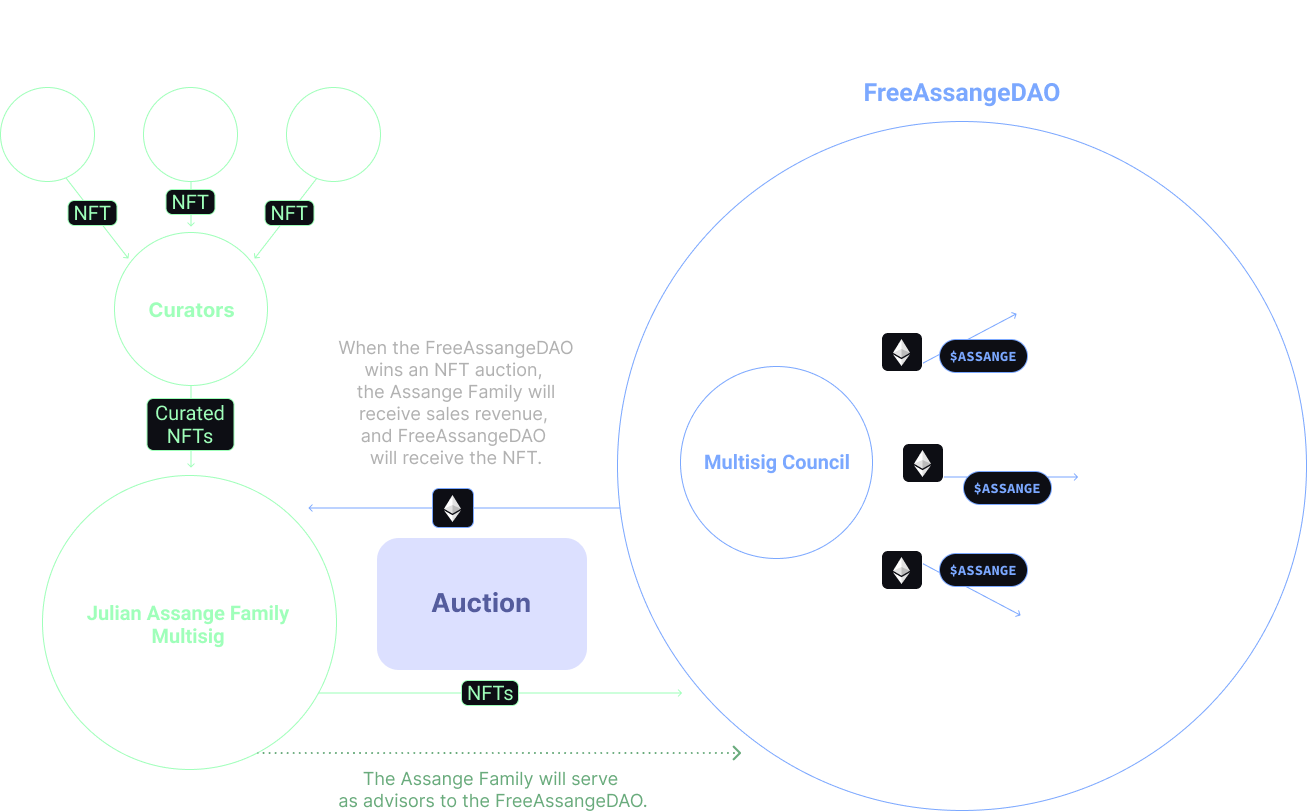 FreeAssangeDAO
NFT
NFT
NFT
Curators
Curated
NFTs
When the FreeAssangeDAO
wins an NFT auction,
the Assange Family will
receive sales revenue,
and FreeAssangeDAO
will receive the NFT.
$ASSANGE
Multisig Council
$ASSANGE
$ASSANGE
Auction
Julian Assange Family
Multisig
NFTs
The Assange Family will serve
as advisors to the FreeAssangeDAO.